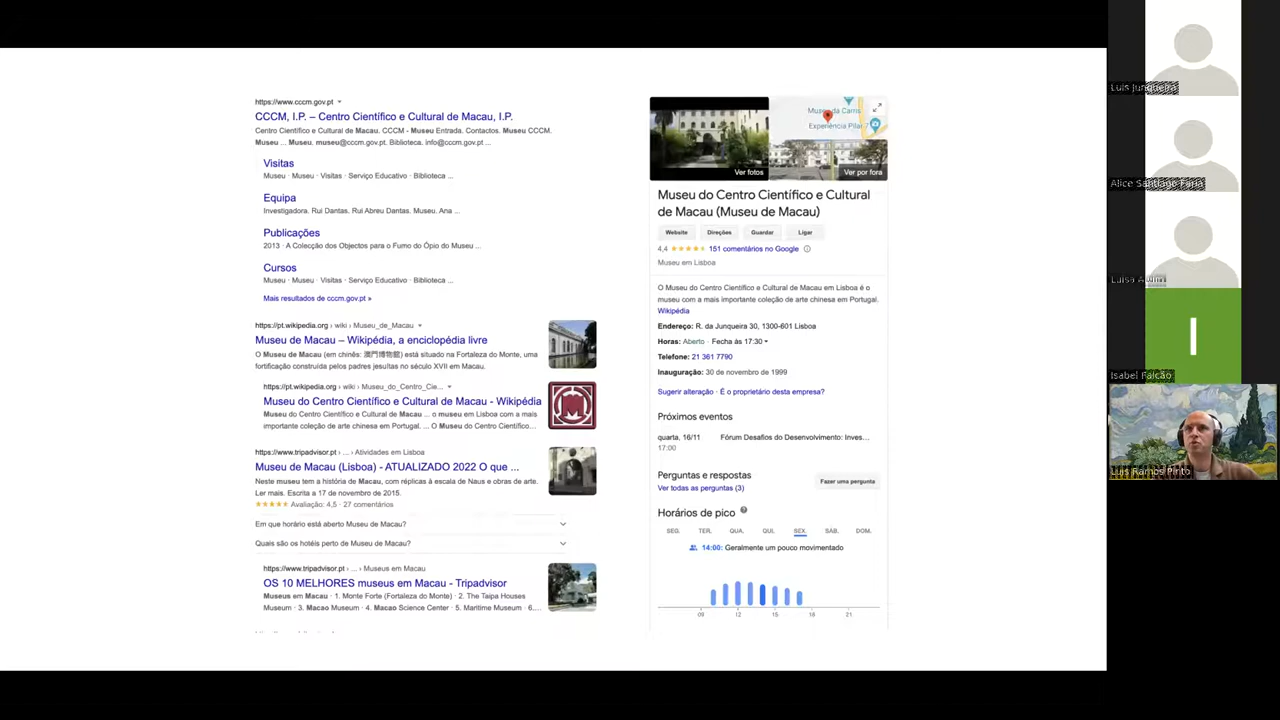 https://www.cccm.gov.pt
CCCM, I.P. – Centro Científico e Cultural de Macau, I.P.
Centro Científico e Cultural de Macau. CCCM - Museu Entrada. Contactos. Museu CCCM.
Museu ... Museu. museu@cccm.gov.pt. Biblioteca. info@cccm.gov.pt ...
Visitas
Museu · Museu · Visitas · Serviço Educativo · Biblioteca ...
Equipa
Investigadora. Rui Dantas. Rui Abreu Dantas. Museu. Ana ...
Publicações
2013 · A Colecção dos Objectos para o Fumo do Ópio do Museu ...
Cursos
Museu · Museu · Visitas · Serviço Educativo · Biblioteca ...
Mais resultados de cccm.gov.pt »
https://pt.wikipedia.org › wiki › Museu_de_Macau
Museu de Macau – Wikipédia, a enciclopédia livre
O Museu de Macau (em chinês: 澳門博物館) está situado na Fortaleza do Monte, uma
fortificação construída pelos padres jesuítas no século XVII em Macau.
https://pt.wikipedia.org › wiki › Museu_do_Centro_Cie...
Museu do Centro Científico e Cultural de Macau - Wikipédia
Museu do Centro Científico e Cultural de Macau ... o museu em Lisboa com a mais
importante coleção de arte chinesa em Portugal. ... O Museu do Centro Científico...
https://www.tripadvisor.pt › ... › Atividades em Lisboa
Museu de Macau (Lisboa) - ATUALIZADO 2022 O que ...
Neste museu tem a história de Macau, com réplicas à escala de Naus e obras de arte.
Ler mais. Escrita a 17 de novembro de 2015.
Avaliação: 4,5 · 27 comentários
Em que horário está aberto Museu de Macau?
Quais são os hotéis perto de Museu de Macau?
https://www.tripadvisor.pt › ... › Museus em Macau
OS 10 MELHORES museus em Macau - Tripadvisor
Museus em Macau · 1. Monte Forte (Fortaleza do Monte) · 2. The Taipa Houses
Museum · 3. Macao Museum · 4. Macao Science Center · 5. Maritime Museum · 6....
Museu da Carris
Experiência Pilar 7
Ver fotos
Ver por fora
Museu do Centro Científico e Cultural
de Macau (Museu de Macau)
Website Direções Guardar Ligar
4,4 151 comentários no Google
Museu em Lisboa
O Museu do Centro Científico e Cultural de Macau em Lisboa é o
museu com a mais importante coleção de arte chinesa em Portugal.
Wikipédia
Endereço: R. da Junqueira 30, 1300-601 Lisboa
Horas: Aberto · Fecha às 17:30
Telefone: 21 361 7790
Inauguração: 30 de novembro de 1999
Sugerir alteração · É o proprietário desta empresa?
Próximos eventos
quarta, 16/11 Fórum Desafios do Desenvolvimento: Inves...
17:00
Perguntas e respostas
Ver todas as perguntas (3)
Fazer uma pergunta
Horários de pico
SEG. TER. QUA. QUI. SEX. SÁB. DOM.
14:00: Geralmente um pouco movimentado
09 12 15 18 21
Luis Junqueira
Alice Santiago Faria
Luísa Alvim
I
Isabel Falcão
Luis Ramos Pinto